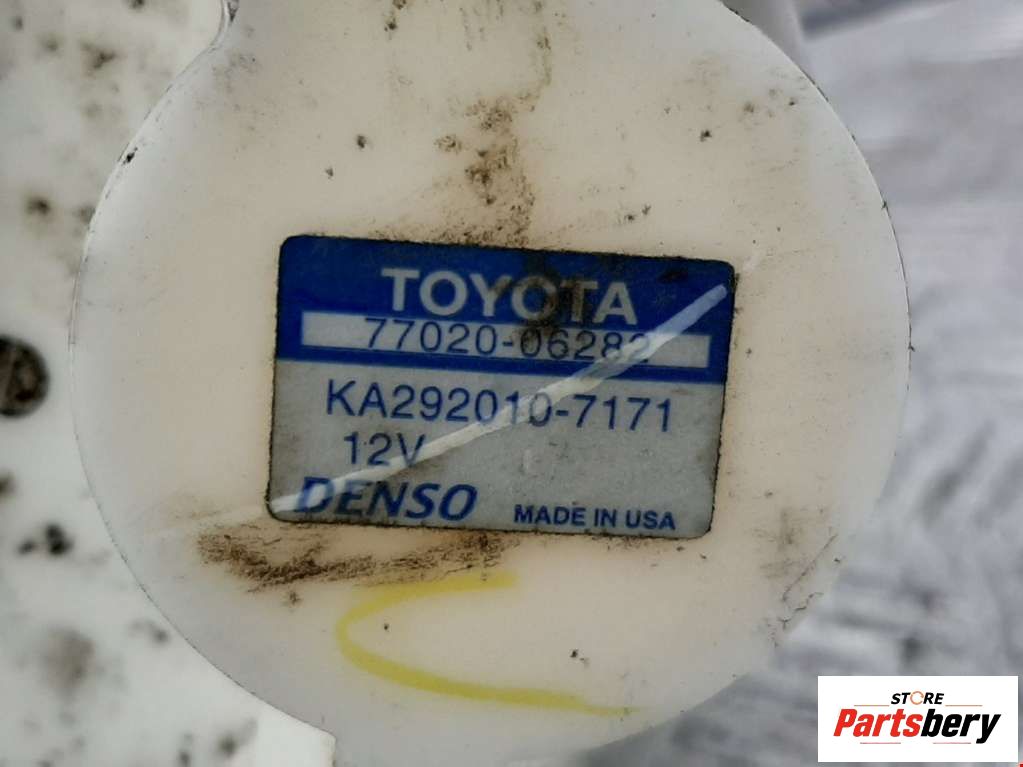 TOYOTA
77020-06282
KA292010-7171
12V
DENSO MADE IN USA
STORE
Partsbery